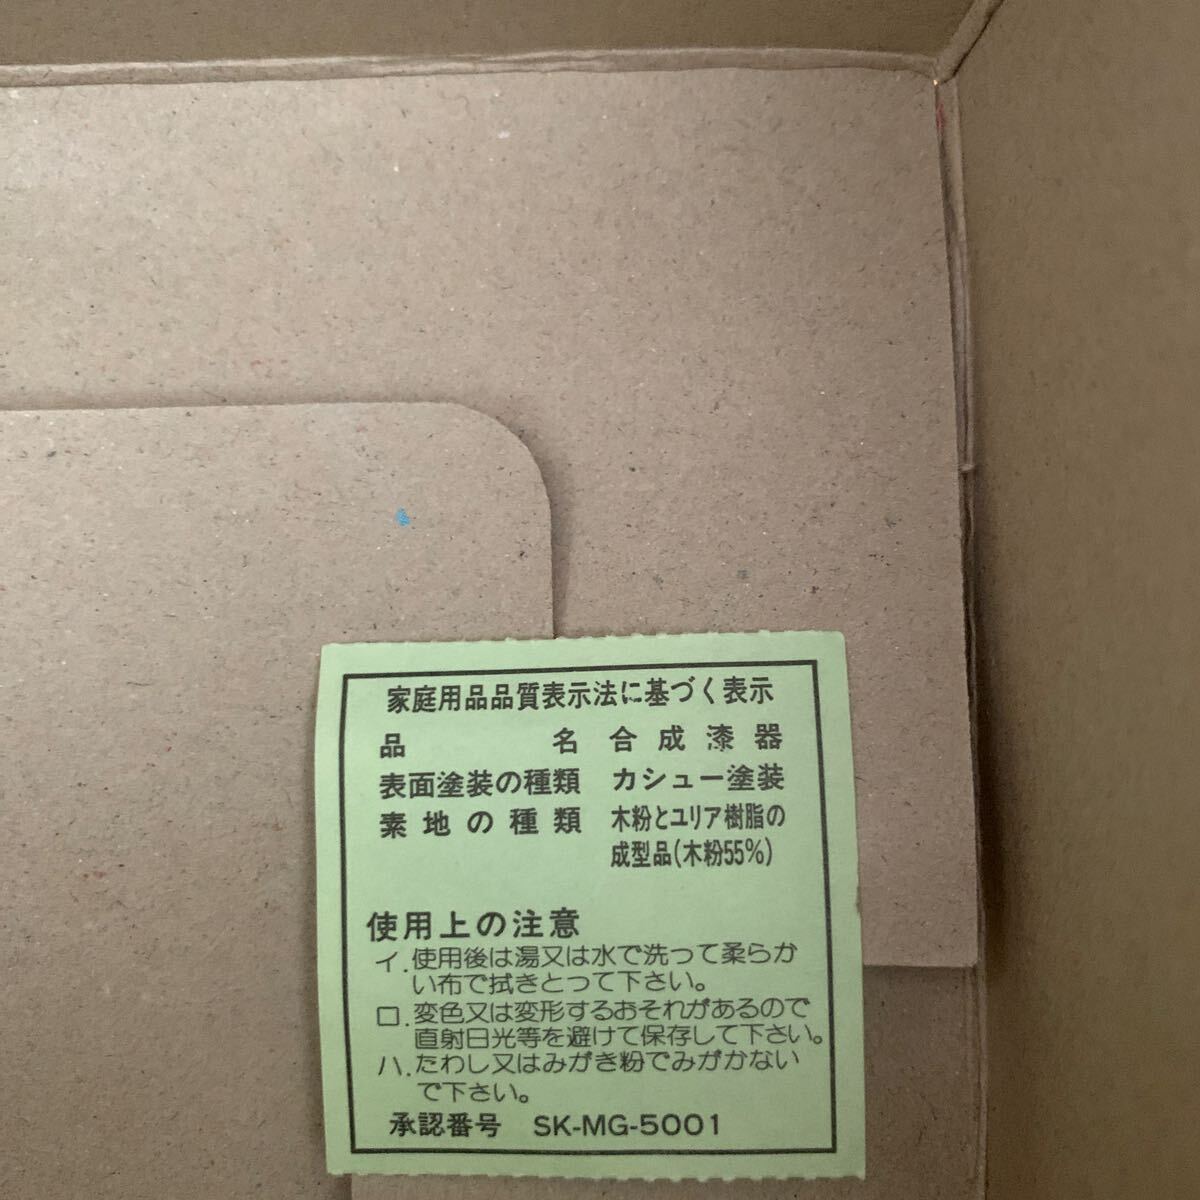 家庭用品品質表示法に基づく表示
品名 合成漆器
表面塗装の種類 カシュー塗装
素地の種類 木粉とユリア樹脂の
成型品(木粉55%)
使用上の注意
イ.使用後は湯又は水で洗って柔らか
い布で拭きとって下さい。
ロ.変色又は変形するおそれがあるので
直射日光等を避けて保存して下さい。
ハ.たわし又はみがき粉でみがかない
で下さい。
承認番号 SK-MG-5001